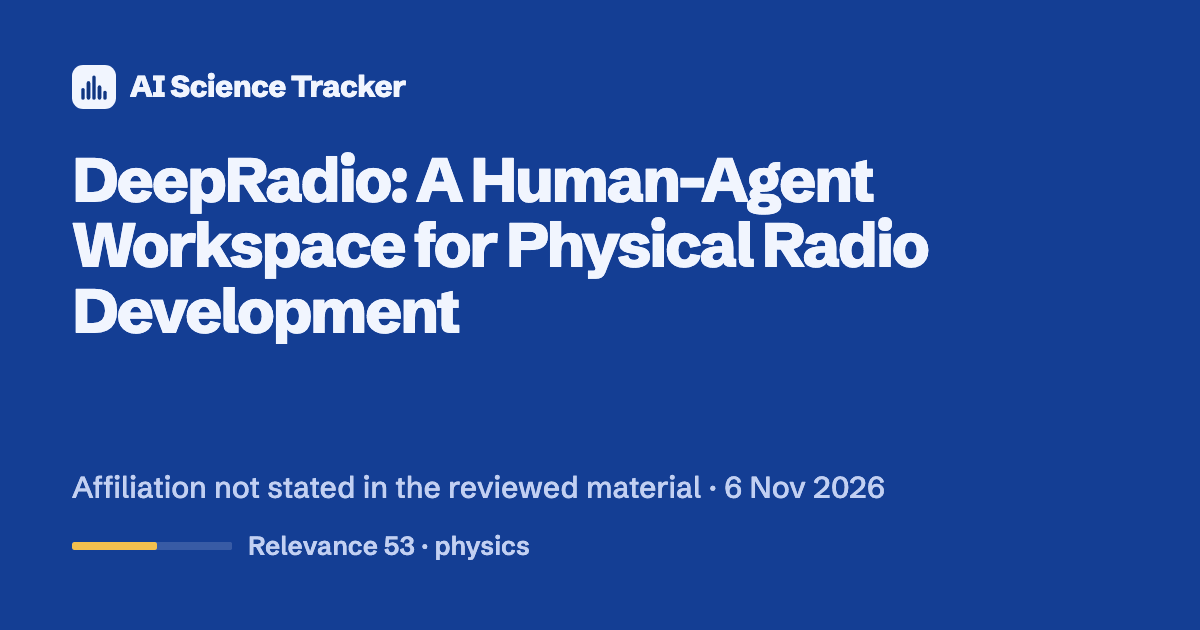 AI Science Tracker
DeepRadio: A Human-Agent
Workspace for Physical Radio
Development
Affiliation not stated in the reviewed material · 6 Nov 2026
Relevance 53 · physics